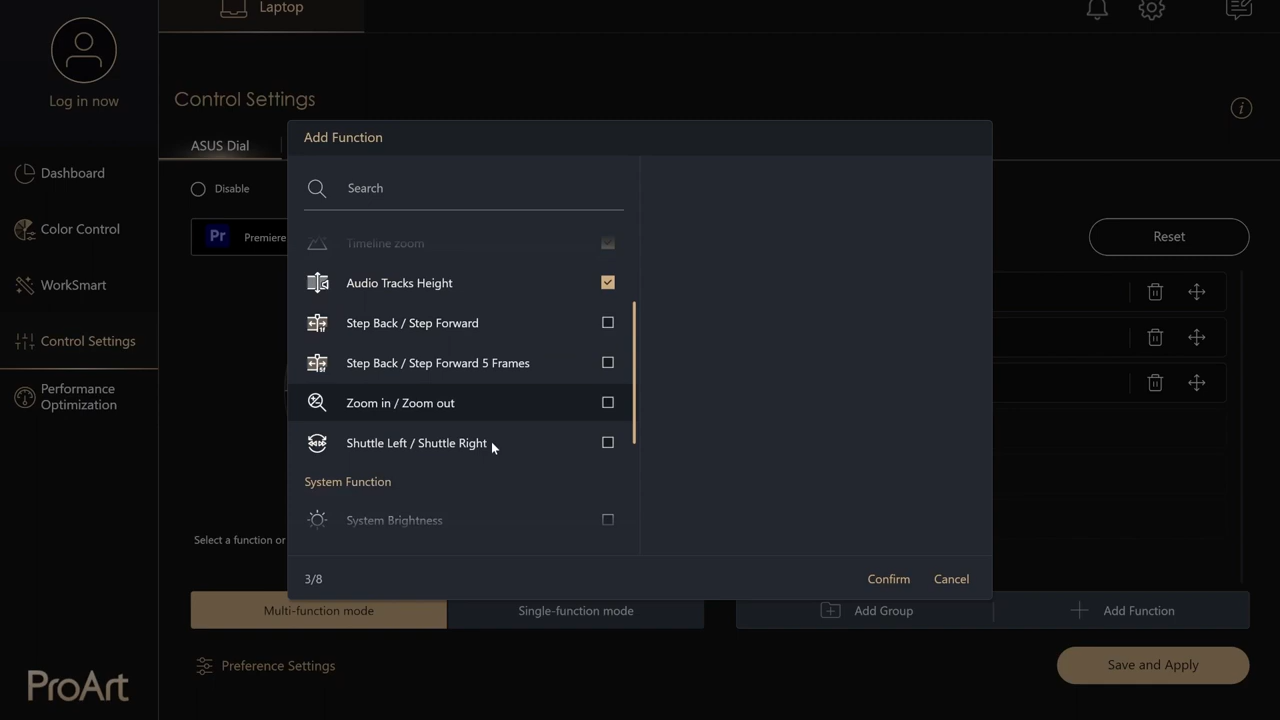 Laptop
Log in now
Control Settings
Add Function
ASUS Dial
Search
Dashboard
Disable
Color Control
Pr
Premiere
Reset
Timeline zoom
WorkSmart
Audio Tracks Height
Step Back / Step Forward
Control Settings
Step Back / Step Forward 5 Frames
Performance
Optimization
Zoom in / Zoom out
Shuttle Left / Shuttle Right
System Function
System Brightness
Select a function or
3/8
Confirm
Cancel
Multi-function mode
Single-function mode
Add Group
Add Function
Preference Settings
Save and Apply
ProArt